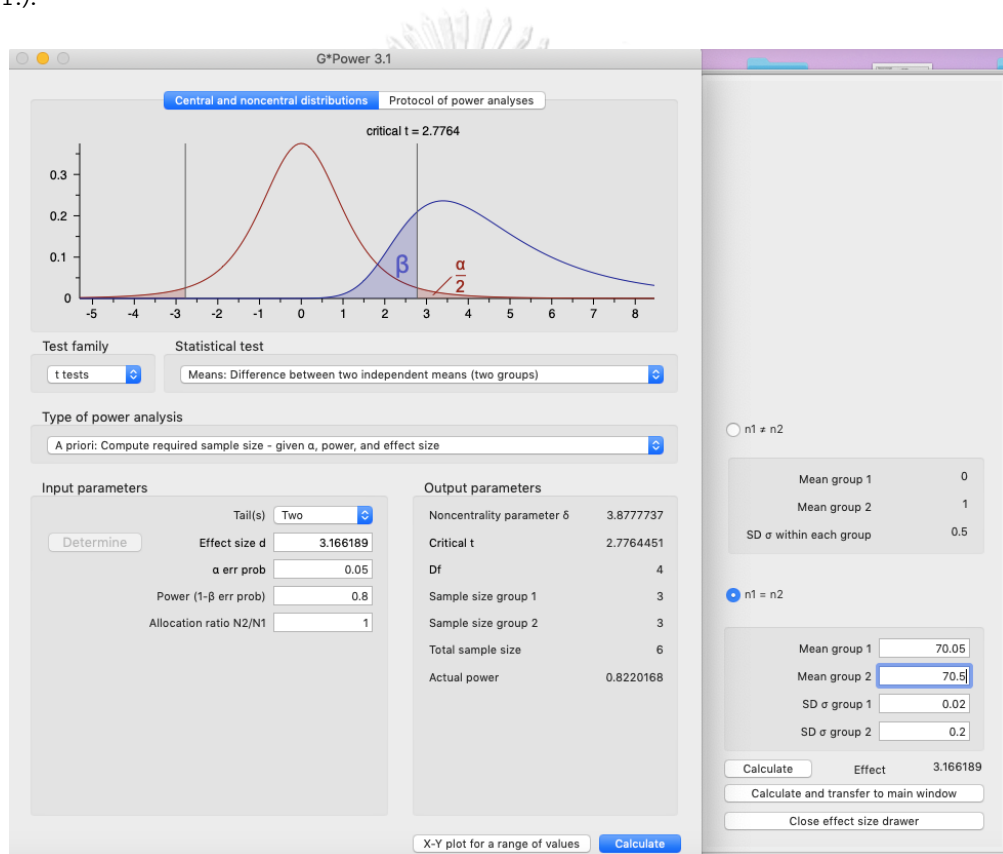 1.).
G*Power 3.1
Central and noncentral distributions Protocol of power analyses
critical t = 2.7764
0.3
0.2
0.1
0
β
α
2
-5 -4 -3 -2 -1 0 1 2 3 4 5 6 7 8
Test family Statistical test
t tests Means: Difference between two independent means (two groups)
Type of power analysis
A priori: Compute required sample size - given α, power, and effect size
Input parameters
Tail(s) Two
Determine Effect size d 3.166189
α err prob 0.05
Power (1-β err prob) 0.8
Allocation ratio N2/N1 1
Output parameters
Noncentrality parameter δ 3.8777737
Critical t 2.7764451
Df 4
Sample size group 1 3
Sample size group 2 3
Total sample size 6
Actual power 0.8220168
X-Y plot for a range of values Calculate
n1 ≠ n2
Mean group 1 0
Mean group 2 1
SD σ within each group 0.5
n1 = n2
Mean group 1 70.05
Mean group 2 70.5
SD σ group 1 0.02
SD σ group 2 0.2
Calculate Effect 3.166189
Calculate and transfer to main window
Close effect size drawer